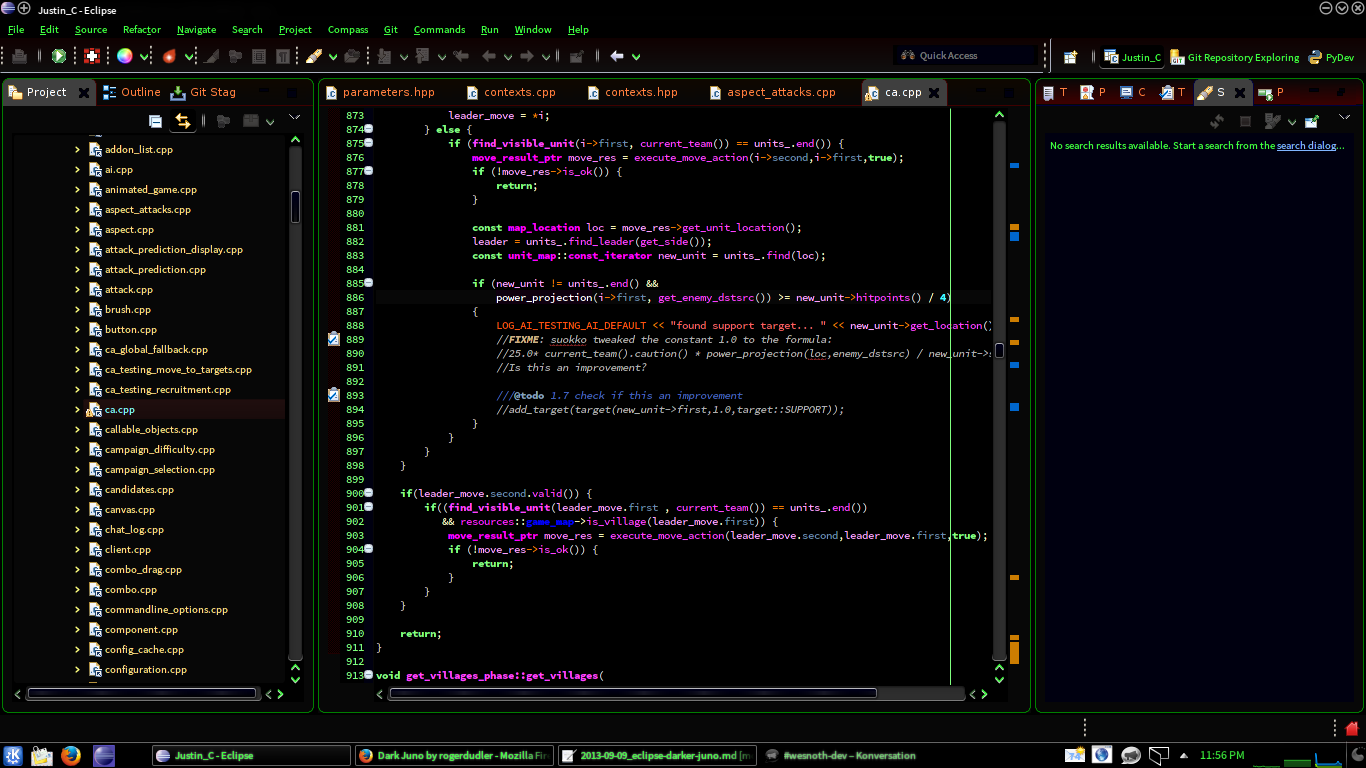 Justin_C - Eclipse
File Edit Source Refactor Navigate Search Project Compass Git Commands Run Window Help
Quick Access
Justin_C Git Repository Exploring PyDev
Project Outline Git Stag
parameters.hpp contexts.cpp contexts.hpp aspect_attacks.cpp ca.cpp
T P C T S P
addon_list.cpp
ai.cpp
animated_game.cpp
aspect_attacks.cpp
aspect.cpp
attack_prediction_display.cpp
attack_prediction.cpp
attack.cpp
brush.cpp
button.cpp
ca_global_fallback.cpp
ca_testing_move_to_targets.cpp
ca_testing_recruitment.cpp
ca.cpp
callable_objects.cpp
campaign_difficulty.cpp
campaign_selection.cpp
candidates.cpp
canvas.cpp
chat_log.cpp
client.cpp
combo_drag.cpp
combo.cpp
commandline_options.cpp
component.cpp
config_cache.cpp
configuration.cpp
873 leader_move = *i;
874 } else {
875 if (find_visible_unit(i->first, current_team()) == units_.end()) {
876 move_result_ptr move_res = execute_move_action(i->second,i->first,true);
877 if (!move_res->is_ok()) {
878 return;
879 }
880
881 const map_location loc = move_res->get_unit_location();
882 leader = units_.find_leader(get_side());
883 const unit_map::const_iterator new_unit = units_.find(loc);
884
885 if (new_unit != units_.end() &&
886 power_projection(i->first, get_enemy_dstsrc()) >= new_unit->hitpoints() / 4)
887 {
888 LOG_AI_TESTING_AI_DEFAULT << "found support target... " << new_unit->get_location()
889 //FIXME: suokko tweaked the constant 1.0 to the formula:
890 //25.0* current_team().caution() * power_projection(loc,enemy_dstsrc) / new_unit->
891 //Is this an improvement?
892
893 ///@todo 1.7 check if this an improvement
894 //add_target(target(new_unit->first,1.0,target::SUPPORT));
895 }
896 }
897 }
898 }
899
900 if(leader_move.second.valid()) {
901 if((find_visible_unit(leader_move.first , current_team()) == units_.end())
902 && resources::game_map->is_village(leader_move.first)) {
903 move_result_ptr move_res = execute_move_action(leader_move.second,leader_move.first,true);
904 if (!move_res->is_ok()) {
905 return;
906 }
907 }
908 }
909
910 return;
911 }
912
913 void get_villages_phase::get_villages(
No search results available. Start a search from the search dialog...
Justin_C - Eclipse
Dark Juno by rogerdudler - Mozilla Fi
2013-09-09_eclipse-darker-juno.md [m
#wesnoth-dev – Konversation
11:56 PM